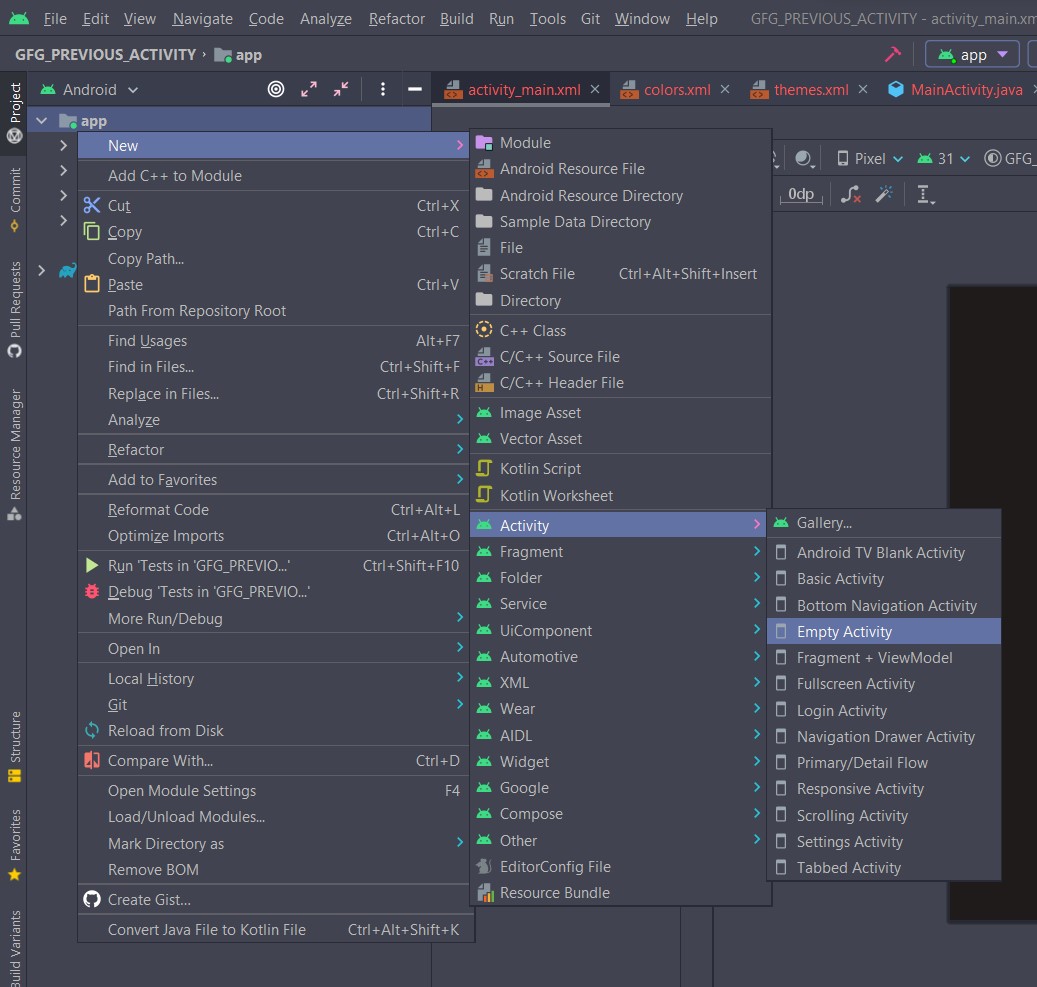 File Edit View Navigate Code Analyze Refactor Build Run Tools Git Window Help GFG_PREVIOUS_ACTIVITY - activity_main.xm
GFG_PREVIOUS_ACTIVITY › app app
Project
Commit
Pull Requests
Resource Manager
Structure
Favorites
Build Variants
Android activity_main.xml colors.xml themes.xml MainActivity.java
app
Pixel 31 GFG_
0dp
New
Add C++ to Module
Cut Ctrl+X
Copy Ctrl+C
Copy Path...
Paste Ctrl+V
Path From Repository Root
Find Usages Alt+F7
Find in Files... Ctrl+Shift+F
Replace in Files... Ctrl+Shift+R
Analyze
Refactor
Add to Favorites
Reformat Code Ctrl+Alt+L
Optimize Imports Ctrl+Alt+O
Run 'Tests in 'GFG_PREVIO...' Ctrl+Shift+F10
Debug 'Tests in 'GFG_PREVIO...'
More Run/Debug
Open In
Local History
Git
Reload from Disk
Compare With... Ctrl+D
Open Module Settings F4
Load/Unload Modules...
Mark Directory as
Remove BOM
Create Gist...
Convert Java File to Kotlin File Ctrl+Alt+Shift+K
Module
Android Resource File
Android Resource Directory
Sample Data Directory
File
Scratch File Ctrl+Alt+Shift+Insert
Directory
C++ Class
C/C++ Source File
C/C++ Header File
Image Asset
Vector Asset
Kotlin Script
Kotlin Worksheet
Activity
Fragment
Folder
Service
UiComponent
Automotive
XML
Wear
AIDL
Widget
Google
Compose
Other
EditorConfig File
Resource Bundle
Gallery...
Android TV Blank Activity
Basic Activity
Bottom Navigation Activity
Empty Activity
Fragment + ViewModel
Fullscreen Activity
Login Activity
Navigation Drawer Activity
Primary/Detail Flow
Responsive Activity
Scrolling Activity
Settings Activity
Tabbed Activity